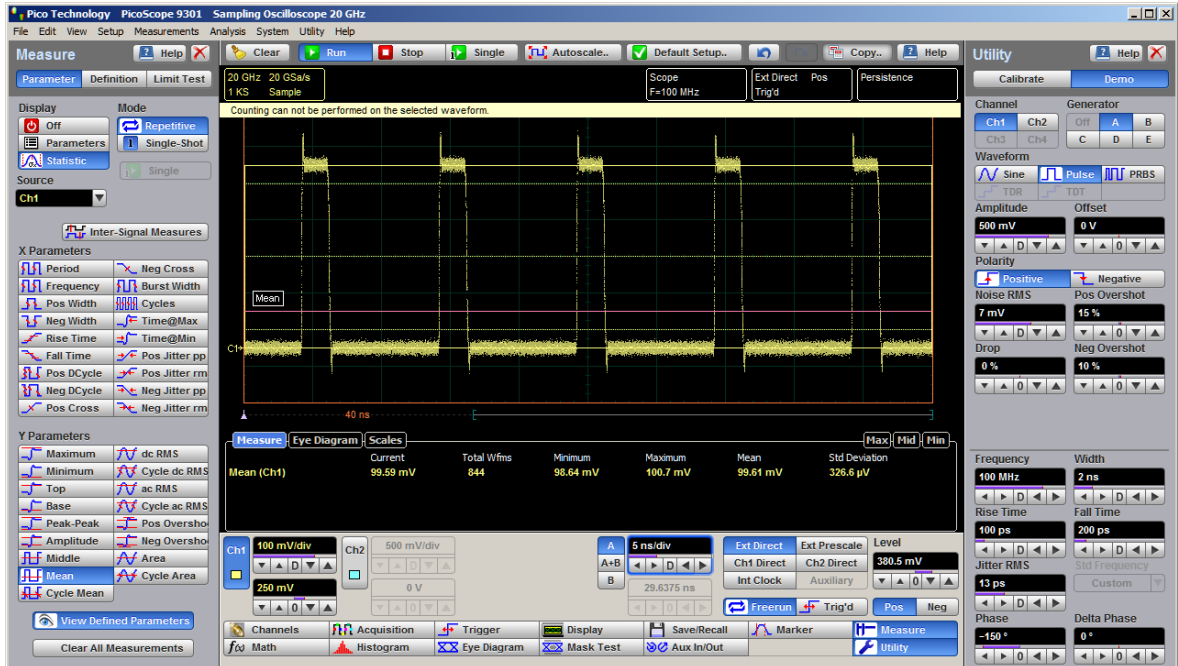 Pico Technology PicoScope 9301 Sampling Oscilloscope 20 GHz
File Edit View Setup Measurements Analysis System Utility Help
Measure Help
Parameter Definition Limit Test
Display Mode
Off Repetitive
Parameters Single-Shot
Statistic Single
Source
Ch1
Inter-Signal Measures
X Parameters
Period Neg Cross
Frequency Burst Width
Pos Width Cycles
Neg Width Time@Max
Rise Time Time@Min
Fall Time Pos Jitter pp
Pos DCycle Pos Jitter rm
Neg DCycle Neg Jitter pp
Pos Cross Neg Jitter rm
Y Parameters
Maximum dc RMS
Minimum Cycle dc RMS
Top ac RMS
Base Cycle ac RMS
Peak-Peak Pos Oversho
Amplitude Neg Oversho
Middle Area
Mean Cycle Area
Cycle Mean
View Defined Parameters
Clear All Measurements
Clear Run Stop Single Autoscale.. Default Setup.. Copy.. Help
20 GHz 20 GSa/s
1 KS Sample
Scope
F=100 MHz
Ext Direct Pos
Trig'd
Persistence
Counting can not be performed on the selected waveform.
Mean
C1
40 ns
Measure Eye Diagram Scales Max Mid Min
Current Total Wfms Minimum Maximum Mean Std Deviation
Mean (Ch1) 99.59 mV 844 98.64 mV 100.7 mV 99.61 mV 326.6 µV
Ch1 100 mV/div
D
250 mV
0
Ch2 500 mV/div
D
0 V
0
A
A+B
B
5 ns/div
D
29.6375 ns
0
Ext Direct Ext Prescale
Ch1 Direct Ch2 Direct
Int Clock Auxiliary
Freerun Trig'd
Level
380.5 mV
0
Pos Neg
Channels Acquisition Trigger Display Save/Recall Marker Measure
f(x) Math Histogram Eye Diagram Mask Test Aux In/Out Utility
Utility Help
Calibrate Demo
Channel Generator
Ch1 Ch2 Off A B
Ch3 Ch4 C D E
Waveform
Sine Pulse PRBS
TDR TDT
Amplitude Offset
500 mV 0 V
D 0
Polarity
Positive Negative
Noise RMS Pos Overshot
7 mV 15 %
D 0
Drop Neg Overshot
0 % 10 %
0 0
Frequency Width
100 MHz 2 ns
D D
Rise Time Fall Time
100 ps 200 ps
D D
Jitter RMS Std Frequency
13 ps Custom
D
Phase Delta Phase
-150 ° 0 °
0 0